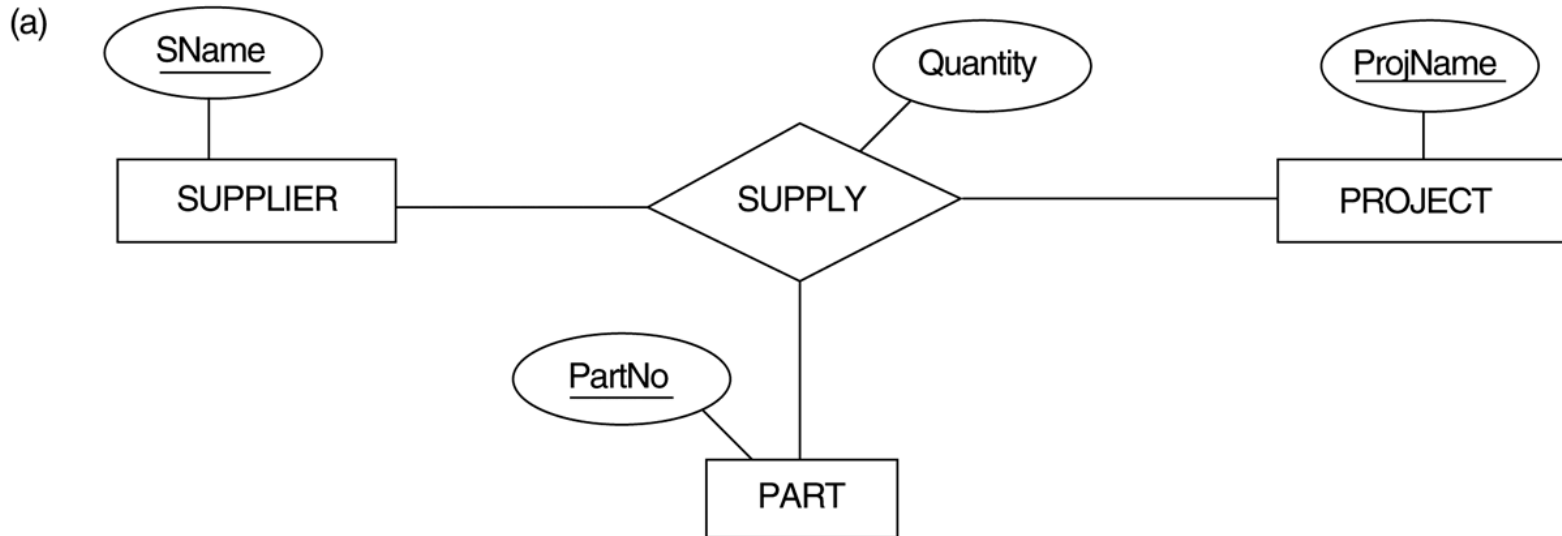 (a)
SName
Quantity
ProjName
SUPPLIER
SUPPLY
PROJECT
PartNo
PART